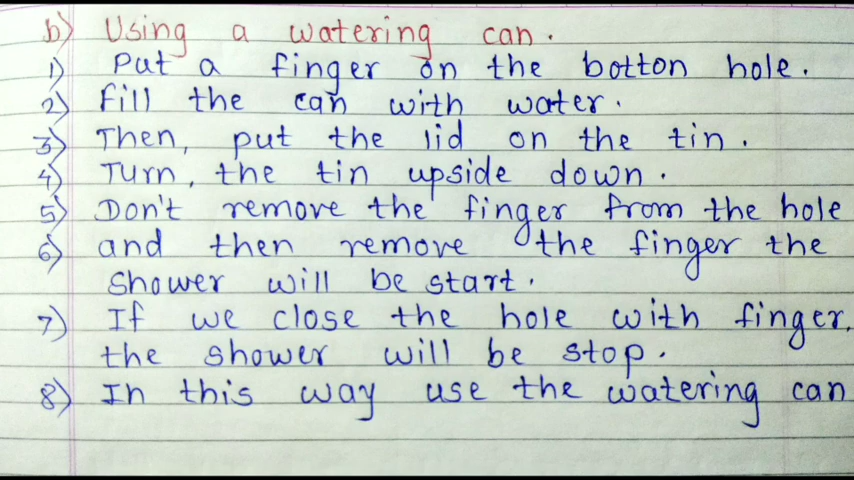 b) Using a watering can.
1) Put a finger on the botton hole.
2) Fill the can with water.
3) Then, put the lid on the tin.
4) Turn, the tin upside down.
5) Don't remove the finger from the hole
6) and then remove the finger the
shower will be start.
7) If we close the hole with finger,
the shower will be stop.
8) In this way use the watering can